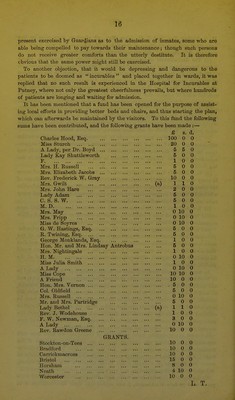 16
present exercised by Guardians as to the admission of inmates, some who are
able being compelled to pay towards their maintenance, though such persons
do not receive greater comforts than the utterly destitute. It is therefore
obvious that the same power might still be exercised.
To another objection, that it would be depressing and dangerous to the
patients to be deemed as “incurables” and placed together in wards, it was
replied that no such result is experienced in the Hospital for Incurables at
Putney, where not only the greatest cheerfulness prevails, but where hundreds
of patients are longing and waiting for admission.
It has been mentioned that a fund has been opened for the purpose of assist-
ing local efforts in providing better beds and chairs, and thus starting the plan,
which can afterwards be maintained by the visitors. To this fund the following
sums have been contributed, and the following grants have been made :—
£ s. d.
Charles Hood, Esq. 100 0 0
Miss Sturch 20 0 0
A Lady, per Dr. Boyd 5 5 0
Lady Kay Shuttleworth 5 0 0
J. S. 1 0 0
Mrs. H. Russell 5 0 0
Mrs. Elizabeth Jacobs 5 0 0
Rev. Frederick W. Gray 10 0 0
Mrs. Gwilt (a) 1 1 0
Mrs. John Hare 2 0 0
Lady Adam 5 0 0
C. S. S. W. 5 0 0
M. D. 1 0 0
Mrs. May 0 10 0
Mrs. Fripp 0 10 0
Miss de Soyres 0 10 0
G. W. Hastings, Esq. 5 0 0
R. Twining, Esq. 5 0 0
George Monklands, Esq. 1 0 0
Hon. Mr. and Mrs. Lindsay Antrobus 5 0 0
Mrs. Nightingale 1 0 0
H. M. 0 10 0
Miss Julia Smith 1 0 0
A Lady 0 10 0
Miss Cope 10 10 0
A Friend 10 0 0
Hon. Mrs. Vernon 5 0 0
Col. Oldfield 5 0 0
Mrs. Russell 0 10 0
Mr. and Mrs. Partridge 5 0 0
Lady Seidel (a) 1 1 0
Rev. J. Wodehouse 1 0 0
F. W. Newman, Esq. 3 0 0
A Lady 0 10 0
Rev. Rawdon Greene 10 0 0
GRANTS.
Stockton-on-Tees 10 0 0
Bradford 10 0 0
Carrickmacross 10 0 0
Bristol 15 0 0
5 0 0
Neath 4 10 0
Worcester 10 0 0
L. T.